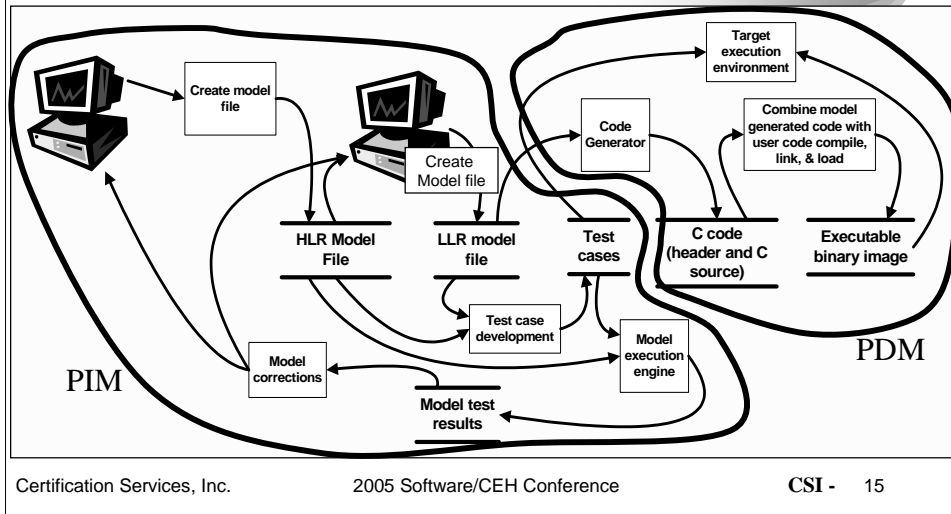 Target
execution
environment
Create model
file
Code
Generator
Combine model
generated code with
user code compile,
link, & load
Create
Model file
HLR Model
File
LLR model
file
Test
cases
C code
(header and C
source)
Executable
binary image
Test case
development
Model
execution
engine
Model
corrections
Model test
results
PIM
PDM
Certification Services, Inc.
2005 Software/CEH Conference
CSI - 15